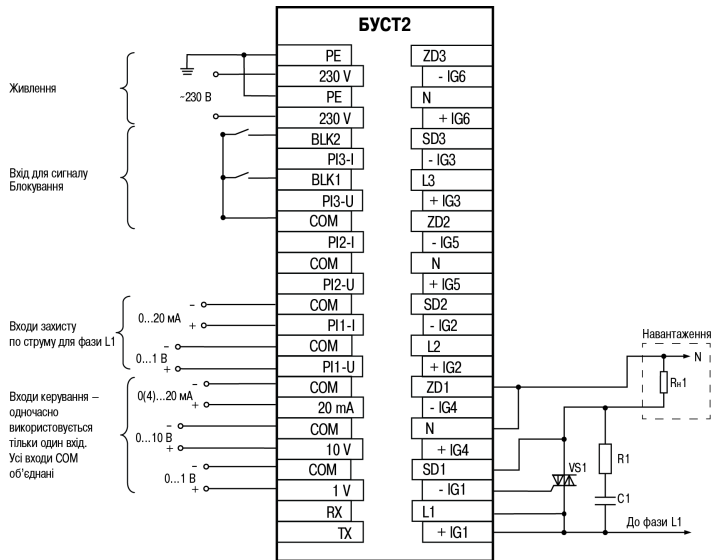 БУСТ2
PE
230 V
PE
230 V
BLK2
PI3-I
BLK1
PI3-U
COM
PI2-I
COM
PI2-U
COM
PI1-I
COM
PI1-U
COM
20 mA
COM
10 V
COM
1 V
RX
TX
ZD3
- IG6
N
+ IG6
SD3
- IG3
L3
+ IG3
ZD2
- IG5
N
+ IG5
SD2
- IG2
L2
+ IG2
ZD1
- IG4
N
+ IG4
SD1
- IG1
L1
+ IG1
Живлення
~230 В
Вхід для сигналу
Блокування
Входи захисту
по струму для фази L1
−
0...20 мА
+
−
0...1 В
+
Входи керування –
одночасно
використовується
тільки один вхід.
Усі входи COM
об'єднані
−
0(4)...20 мА
+
−
0...10 В
+
−
0...1 В
+
Навантаження
N
Rн1
VS1
R1
C1
До фази L1